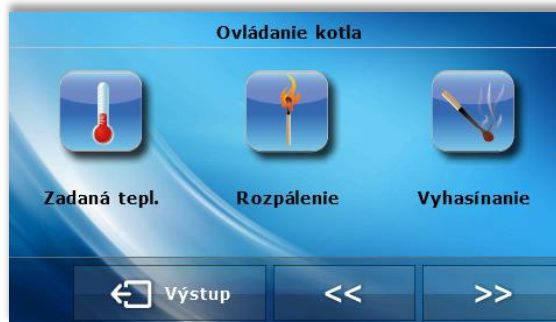 Ovládanie kotla
Zadaná tepl. Rozpálenie Vyhasínanie
Výstup << >>